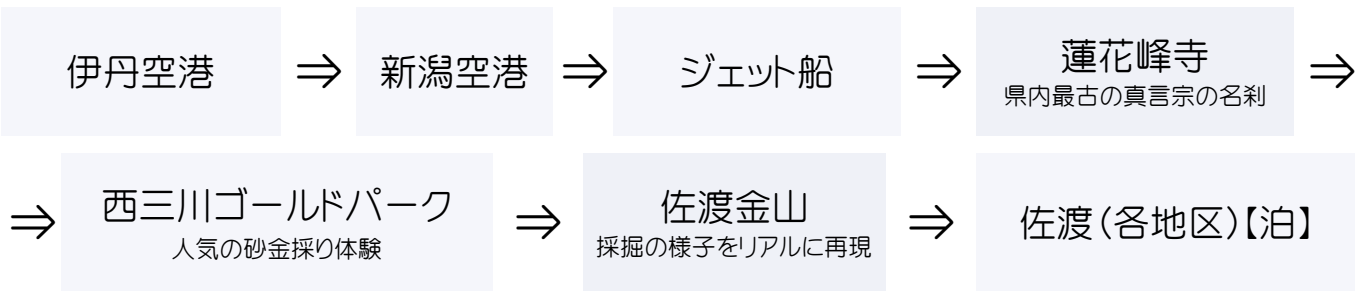 伊丹空港 ⇒ 新潟空港 ⇒ ジェット船 ⇒ 蓮花峰寺 ⇒
県内最古の真言宗の名刹
⇒ 西三川ゴールドパーク ⇒ 佐渡金山 ⇒ 佐渡(各地区)【泊】
人気の砂金採り体験 採掘の様子をリアルに再現